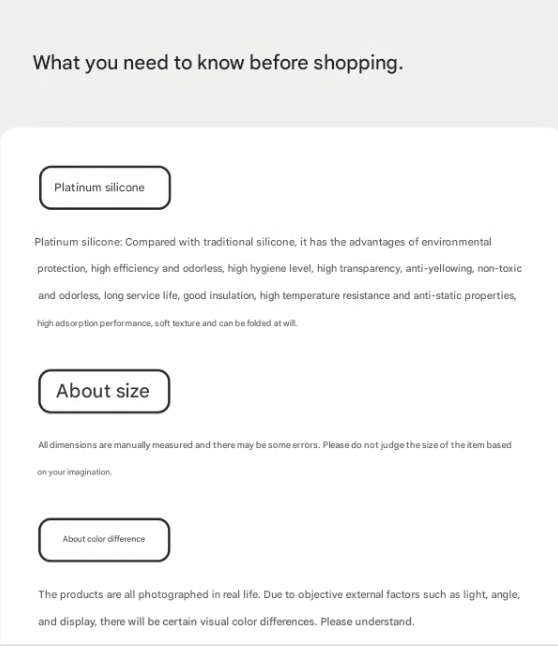 What you need to know before shopping.
Platinum silicone
Platinum silicone: Compared with traditional silicone, it has the advantages of environmental
protection, high efficiency and odorless, high hygiene level, high transparency, anti-yellowing, non-toxic
and odorless, long service life, good insulation, high temperature resistance and anti-static properties,
high adsorption performance, soft texture and can be folded at will.
About size
All dimensions are manually measured and there may be some errors. Please do not judge the size of the item based
on your imagination.
About color difference
The products are all photographed in real life. Due to objective external factors such as light, angle,
and display, there will be certain visual color differences. Please understand.